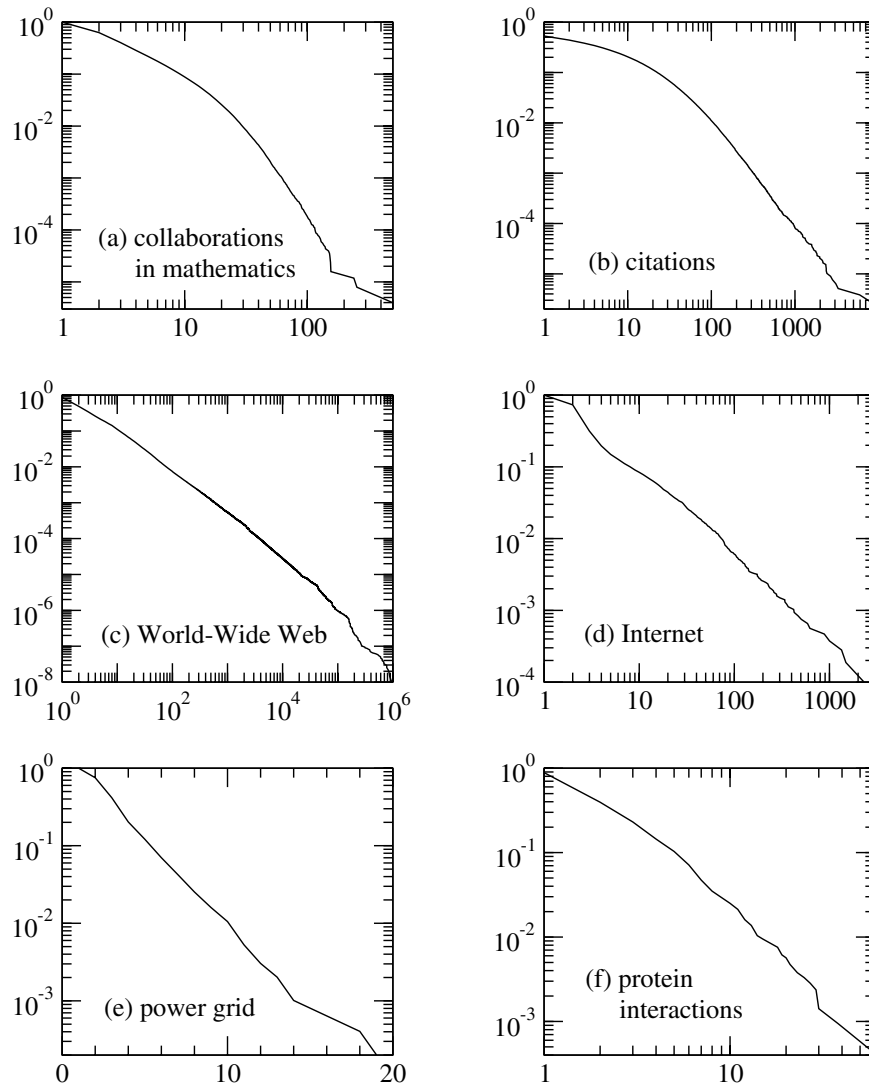 10^0
10^-2
10^-4
1 10 100
(a) collaborations
in mathematics
10^0
10^-2
10^-4
1 10 100 1000
(b) citations
10^0
10^-2
10^-4
10^-6
10^-8
10^0 10^2 10^4 10^6
(c) World-Wide Web
10^0
10^-1
10^-2
10^-3
10^-4
1 10 100 1000
(d) Internet
10^0
10^-1
10^-2
10^-3
0 10 20
(e) power grid
10^0
10^-1
10^-2
10^-3
1 10
(f) protein
interactions